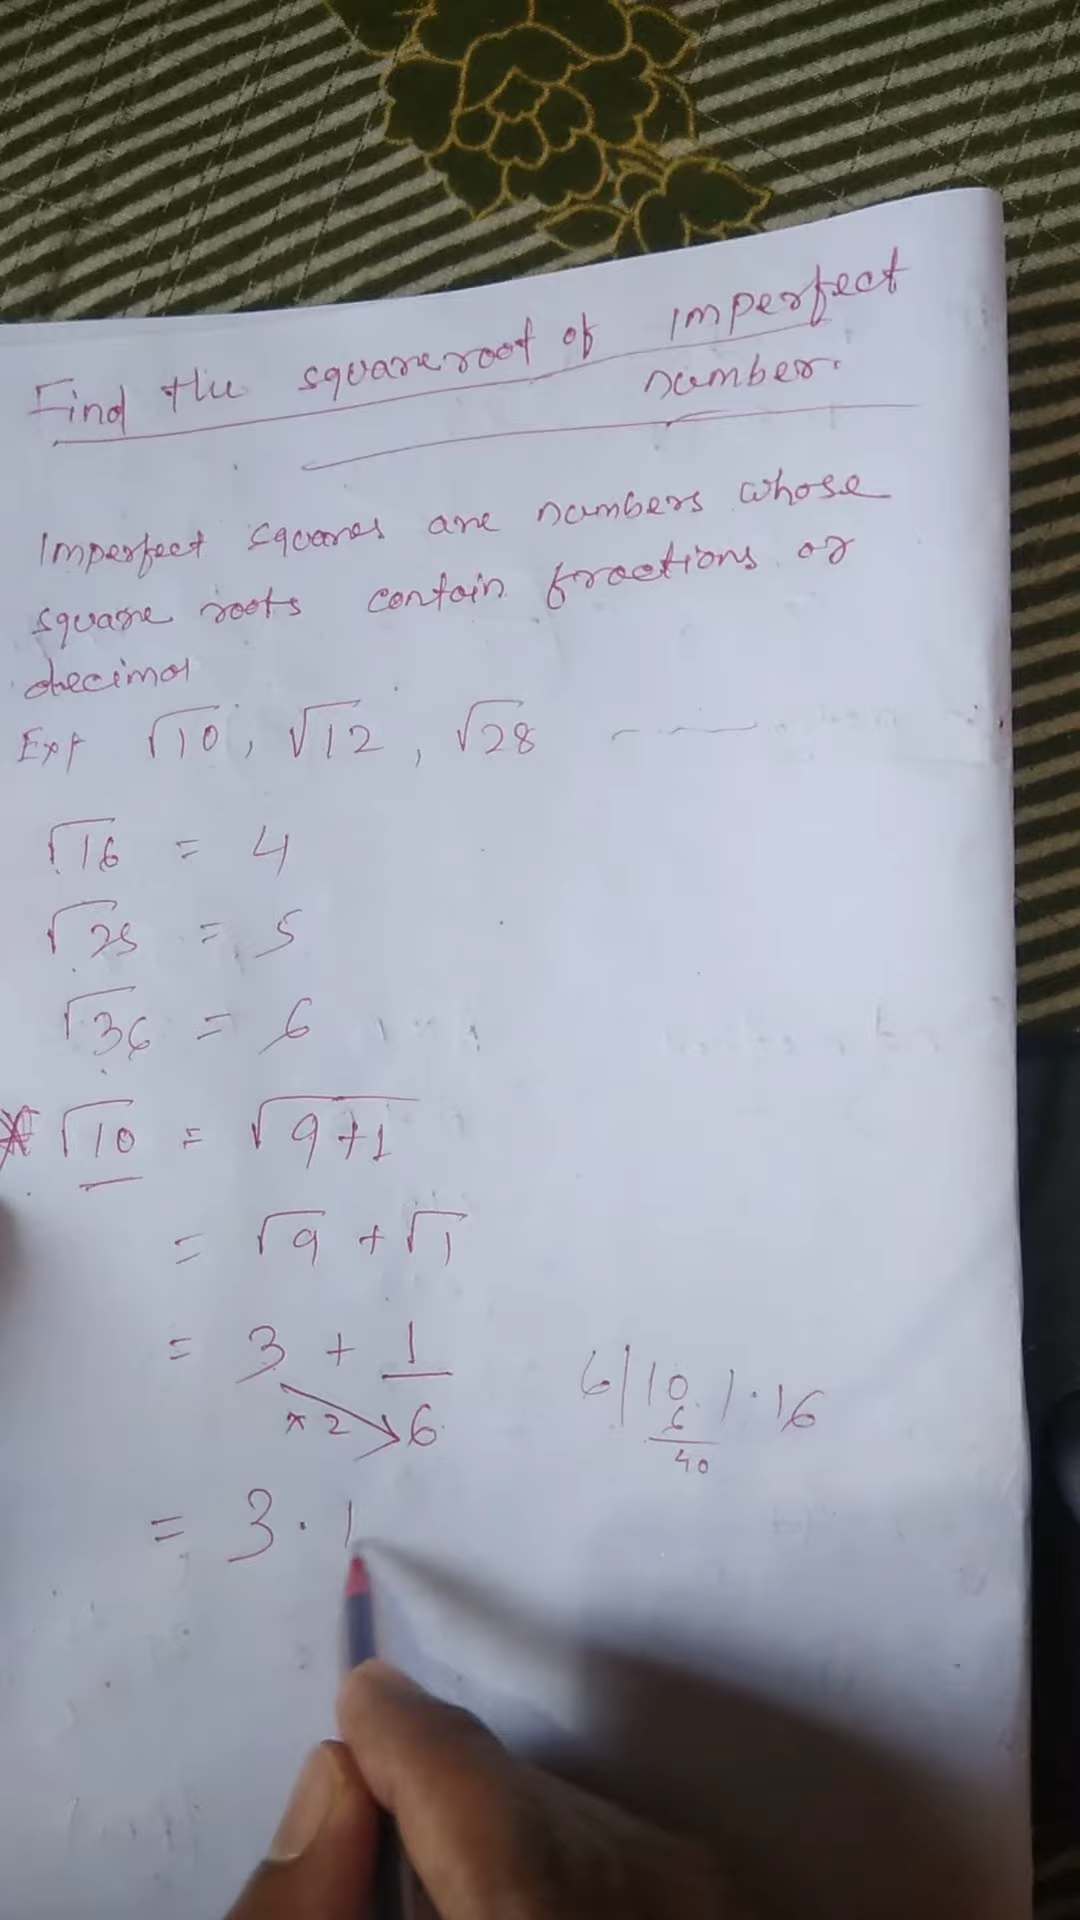 Find the squareroot of imperfect
number.
Imperfect squares are numbers whose
square roots contain fractions or
decimal
Exp √10, √12, √28 -----
√16 = 4
√25 = 5
√36 = 6
* √10 = √9+1
= √9 + √1
= 3 + 1/6
×2
6|10|.16
6
40
= 3.1